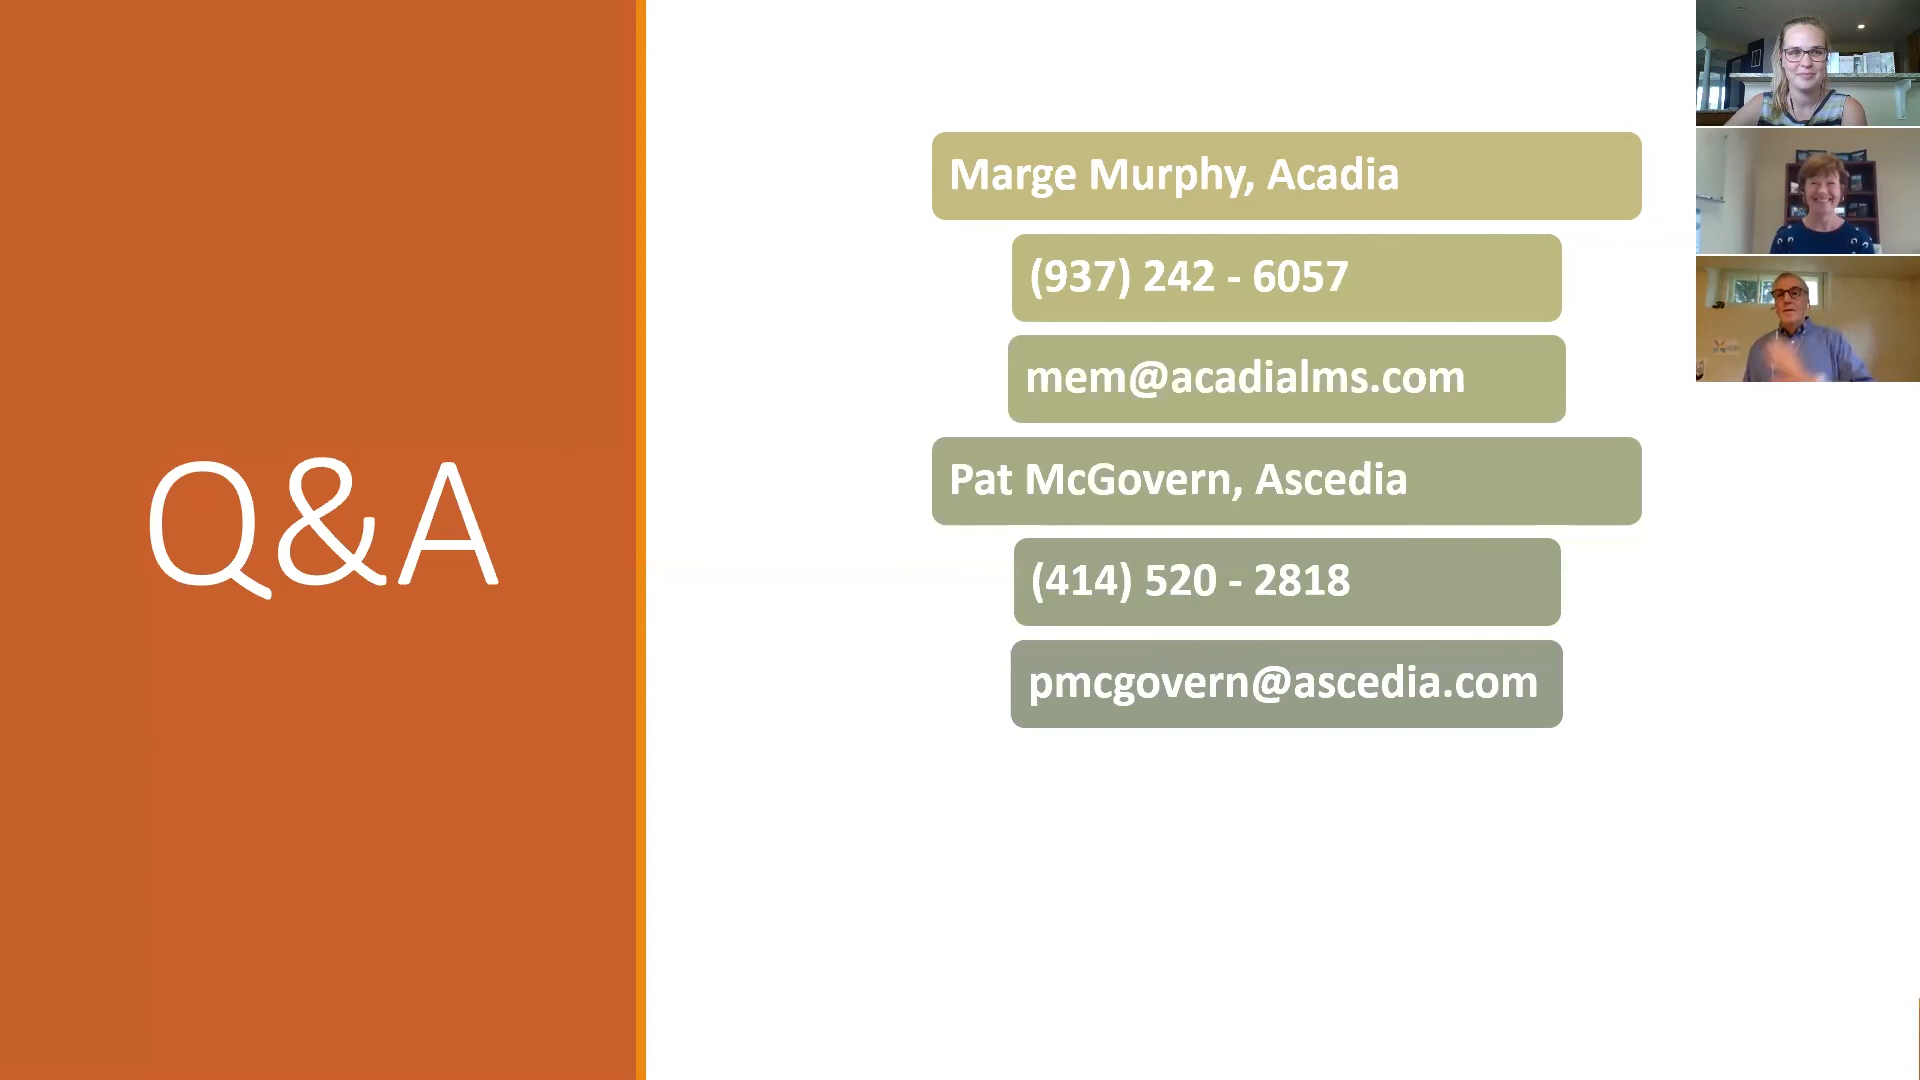 Q&A
Marge Murphy, Acadia
(937) 242 - 6057
mem@acadialms.com
Pat McGovern, Ascedia
(414) 520 - 2818
pmcgovern@ascedia.com